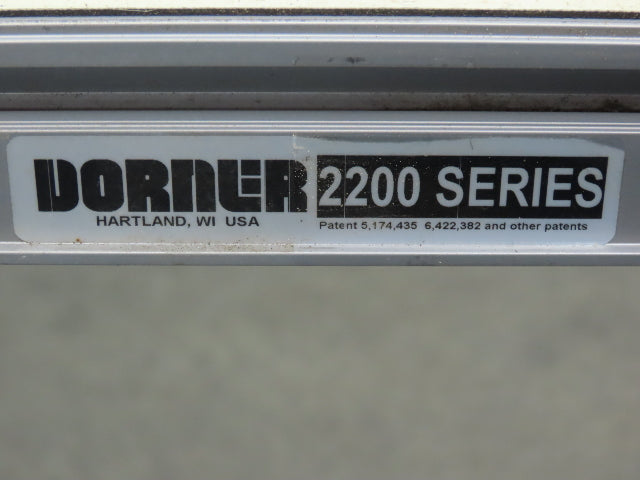 DORNER 2200 SERIES
HARTLAND, WI USA
Patent 5,174,435 6,422,382 and other patents